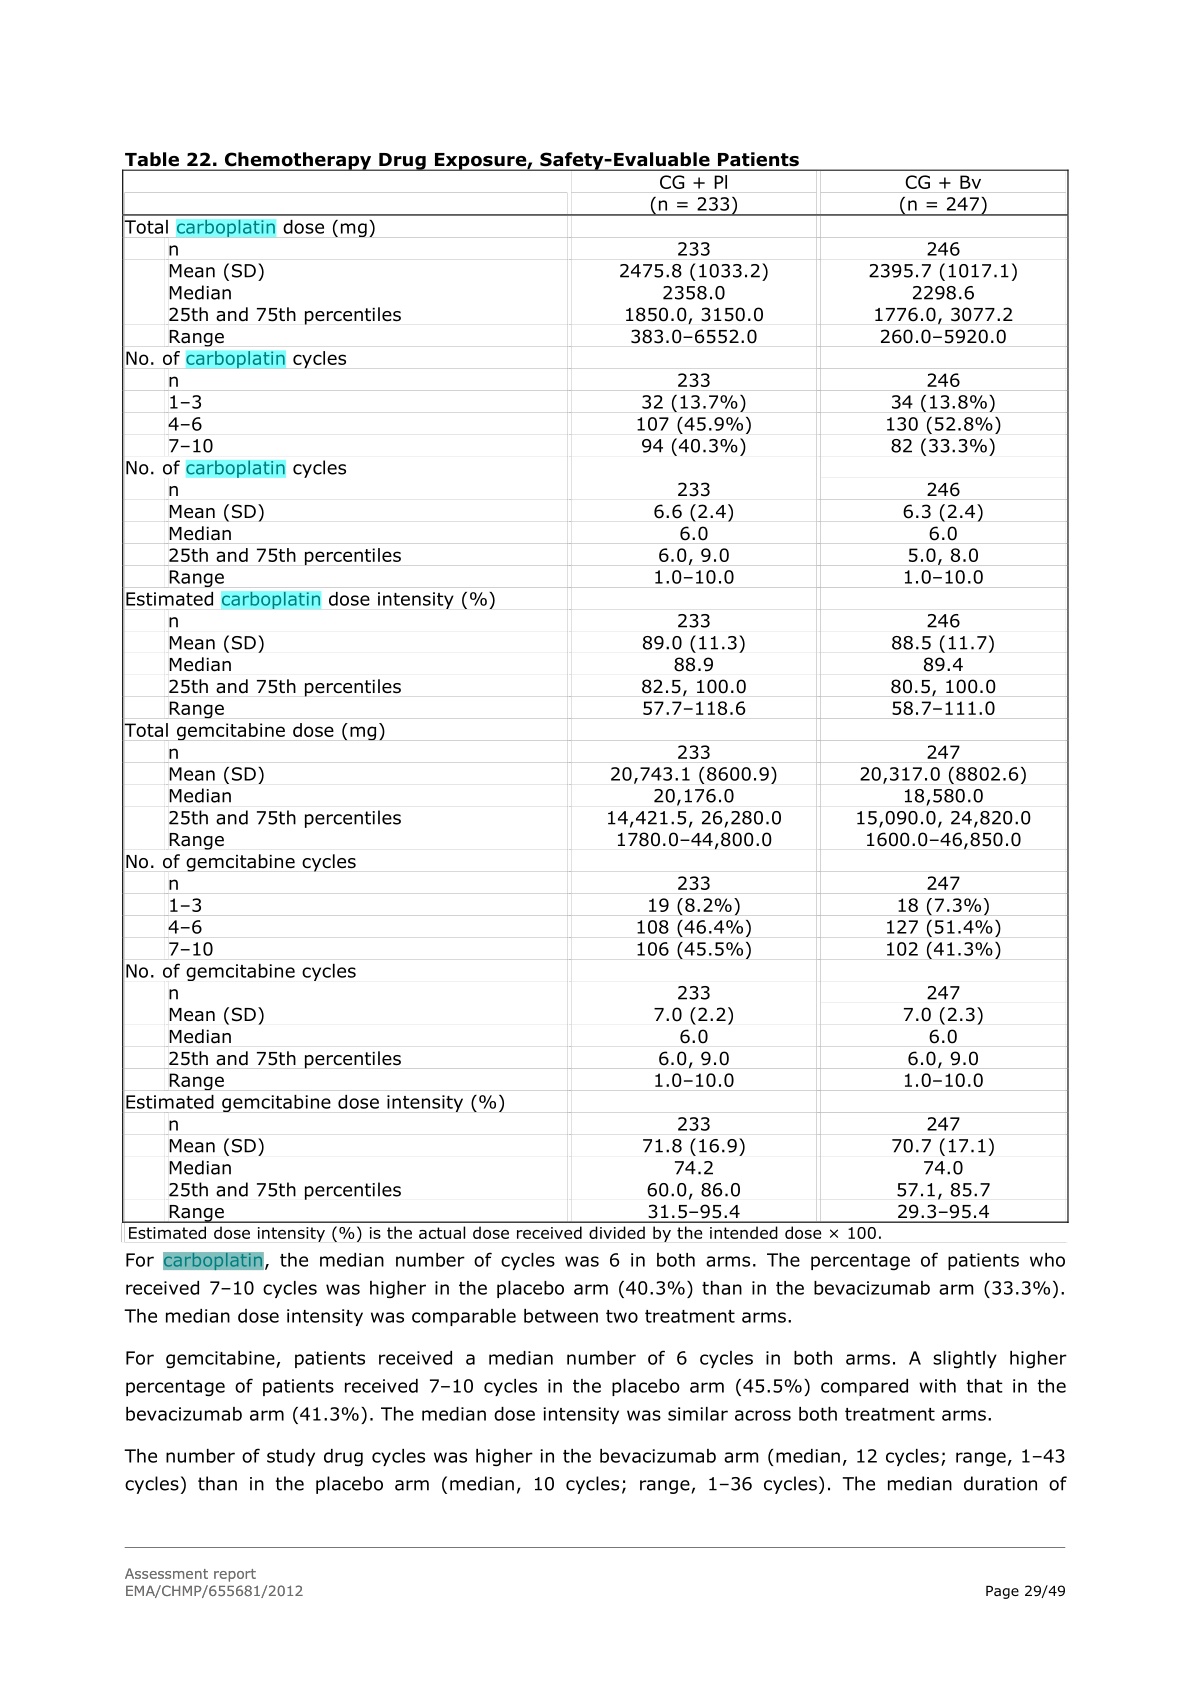 Table 22. Chemotherapy Drug Exposure, Safety-Evaluable Patients
CG + Pl CG + Bv
(n = 233) (n = 247)
Total carboplatin dose (mg)
n 233 246
Mean (SD) 2475.8 (1033.2) 2395.7 (1017.1)
Median 2358.0 2298.6
25th and 75th percentiles 1850.0, 3150.0 1776.0, 3077.2
Range 383.0–6552.0 260.0–5920.0
No. of carboplatin cycles
n 233 246
1–3 32 (13.7%) 34 (13.8%)
4–6 107 (45.9%) 130 (52.8%)
7–10 94 (40.3%) 82 (33.3%)
No. of carboplatin cycles
n 233 246
Mean (SD) 6.6 (2.4) 6.3 (2.4)
Median 6.0 6.0
25th and 75th percentiles 6.0, 9.0 5.0, 8.0
Range 1.0–10.0 1.0–10.0
Estimated carboplatin dose intensity (%)
n 233 246
Mean (SD) 89.0 (11.3) 88.5 (11.7)
Median 88.9 89.4
25th and 75th percentiles 82.5, 100.0 80.5, 100.0
Range 57.7–118.6 58.7–111.0
Total gemcitabine dose (mg)
n 233 247
Mean (SD) 20,743.1 (8600.9) 20,317.0 (8802.6)
Median 20,176.0 18,580.0
25th and 75th percentiles 14,421.5, 26,280.0 15,090.0, 24,820.0
Range 1780.0–44,800.0 1600.0–46,850.0
No. of gemcitabine cycles
n 233 247
1–3 19 (8.2%) 18 (7.3%)
4–6 108 (46.4%) 127 (51.4%)
7–10 106 (45.5%) 102 (41.3%)
No. of gemcitabine cycles
n 233 247
Mean (SD) 7.0 (2.2) 7.0 (2.3)
Median 6.0 6.0
25th and 75th percentiles 6.0, 9.0 6.0, 9.0
Range 1.0–10.0 1.0–10.0
Estimated gemcitabine dose intensity (%)
n 233 247
Mean (SD) 71.8 (16.9) 70.7 (17.1)
Median 74.2 74.0
25th and 75th percentiles 60.0, 86.0 57.1, 85.7
Range 31.5–95.4 29.3–95.4
Estimated dose intensity (%) is the actual dose received divided by the intended dose × 100.
For carboplatin, the median number of cycles was 6 in both arms. The percentage of patients who
received 7–10 cycles was higher in the placebo arm (40.3%) than in the bevacizumab arm (33.3%).
The median dose intensity was comparable between two treatment arms.
For gemcitabine, patients received a median number of 6 cycles in both arms. A slightly higher
percentage of patients received 7–10 cycles in the placebo arm (45.5%) compared with that in the
bevacizumab arm (41.3%). The median dose intensity was similar across both treatment arms.
The number of study drug cycles was higher in the bevacizumab arm (median, 12 cycles; range, 1–43
cycles) than in the placebo arm (median, 10 cycles; range, 1–36 cycles). The median duration of
Assessment report
EMA/CHMP/655681/2012 Page 29/49